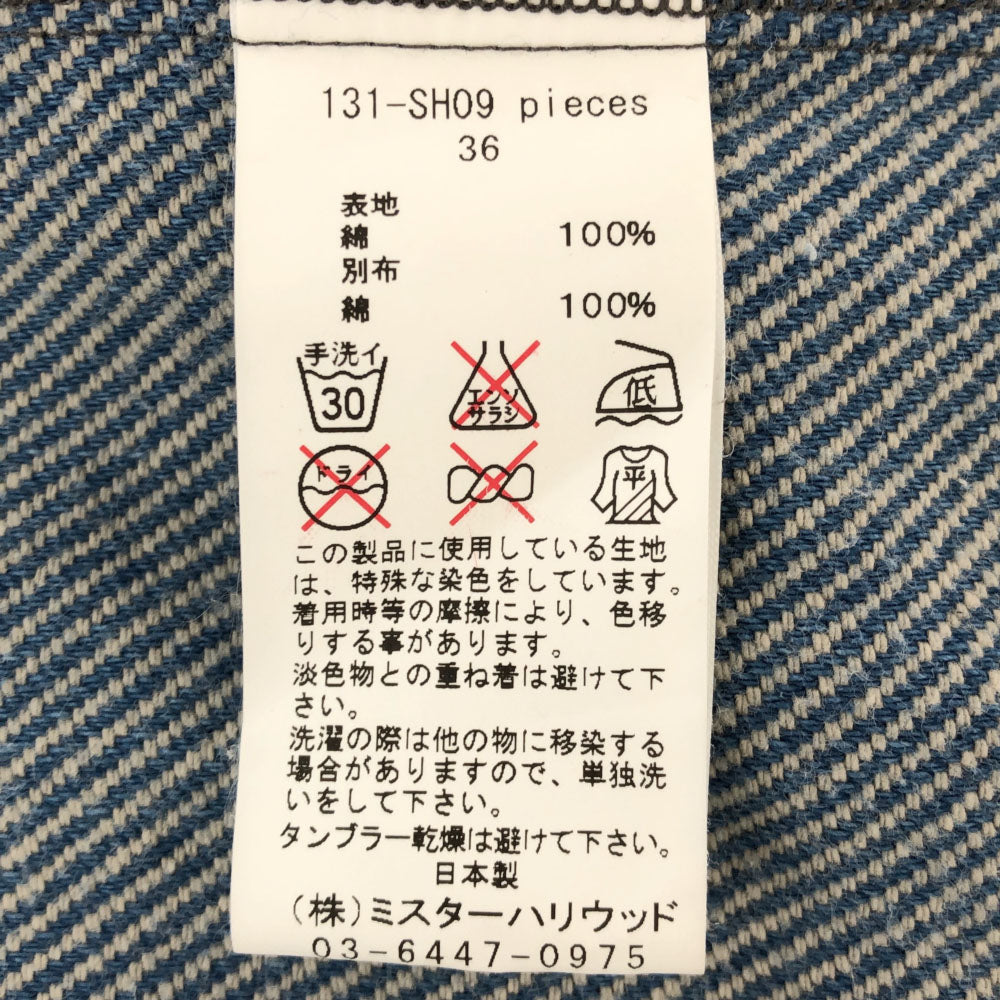 131-SH09 pieces
36
表地
綿 100%
別布
綿 100%
手洗イ
30
エンソ
サラシ
低
ドライ
平
この製品に使用している生地
は、特殊な染色をしています。
着用時等の摩擦により、色移
りする事があります。
淡色物との重ね着は避けて下
さい。
洗濯の際は他の物に移染する
場合がありますので、単独洗
いをして下さい。
タンブラー乾燥は避けて下さい。
日本製
(株)ミスターハリウッド
03-6447-0975